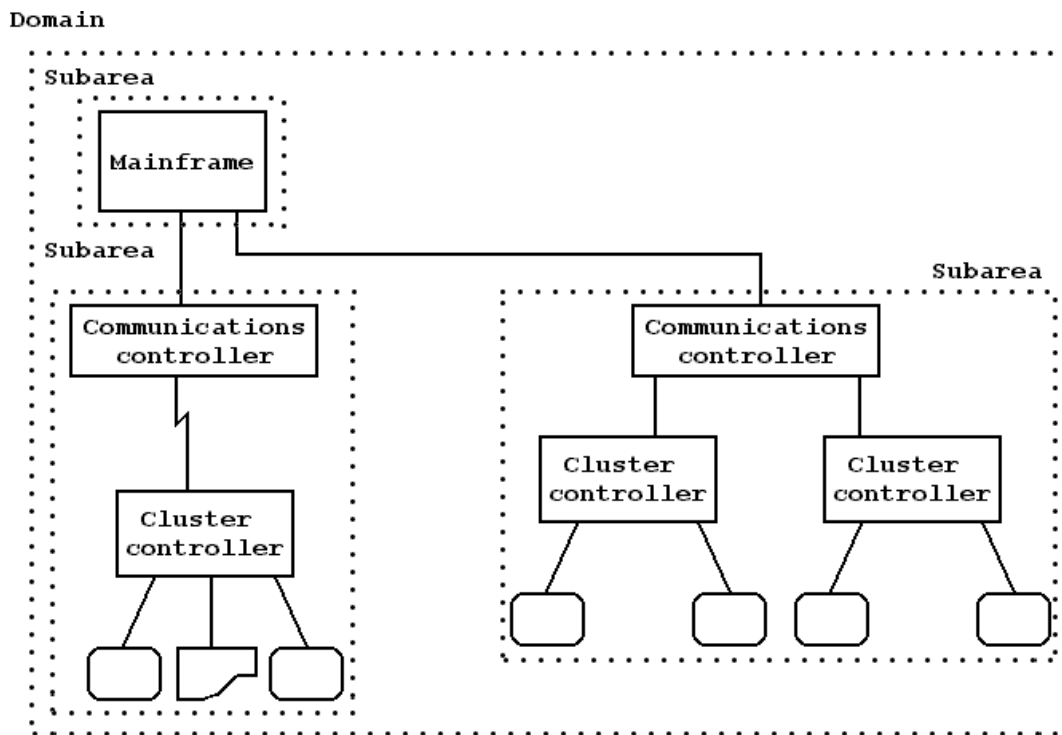 Domain
Subarea
Mainframe
Subarea
Subarea
Communications
controller
Communications
controller
Cluster
controller
Cluster
controller
Cluster
controller